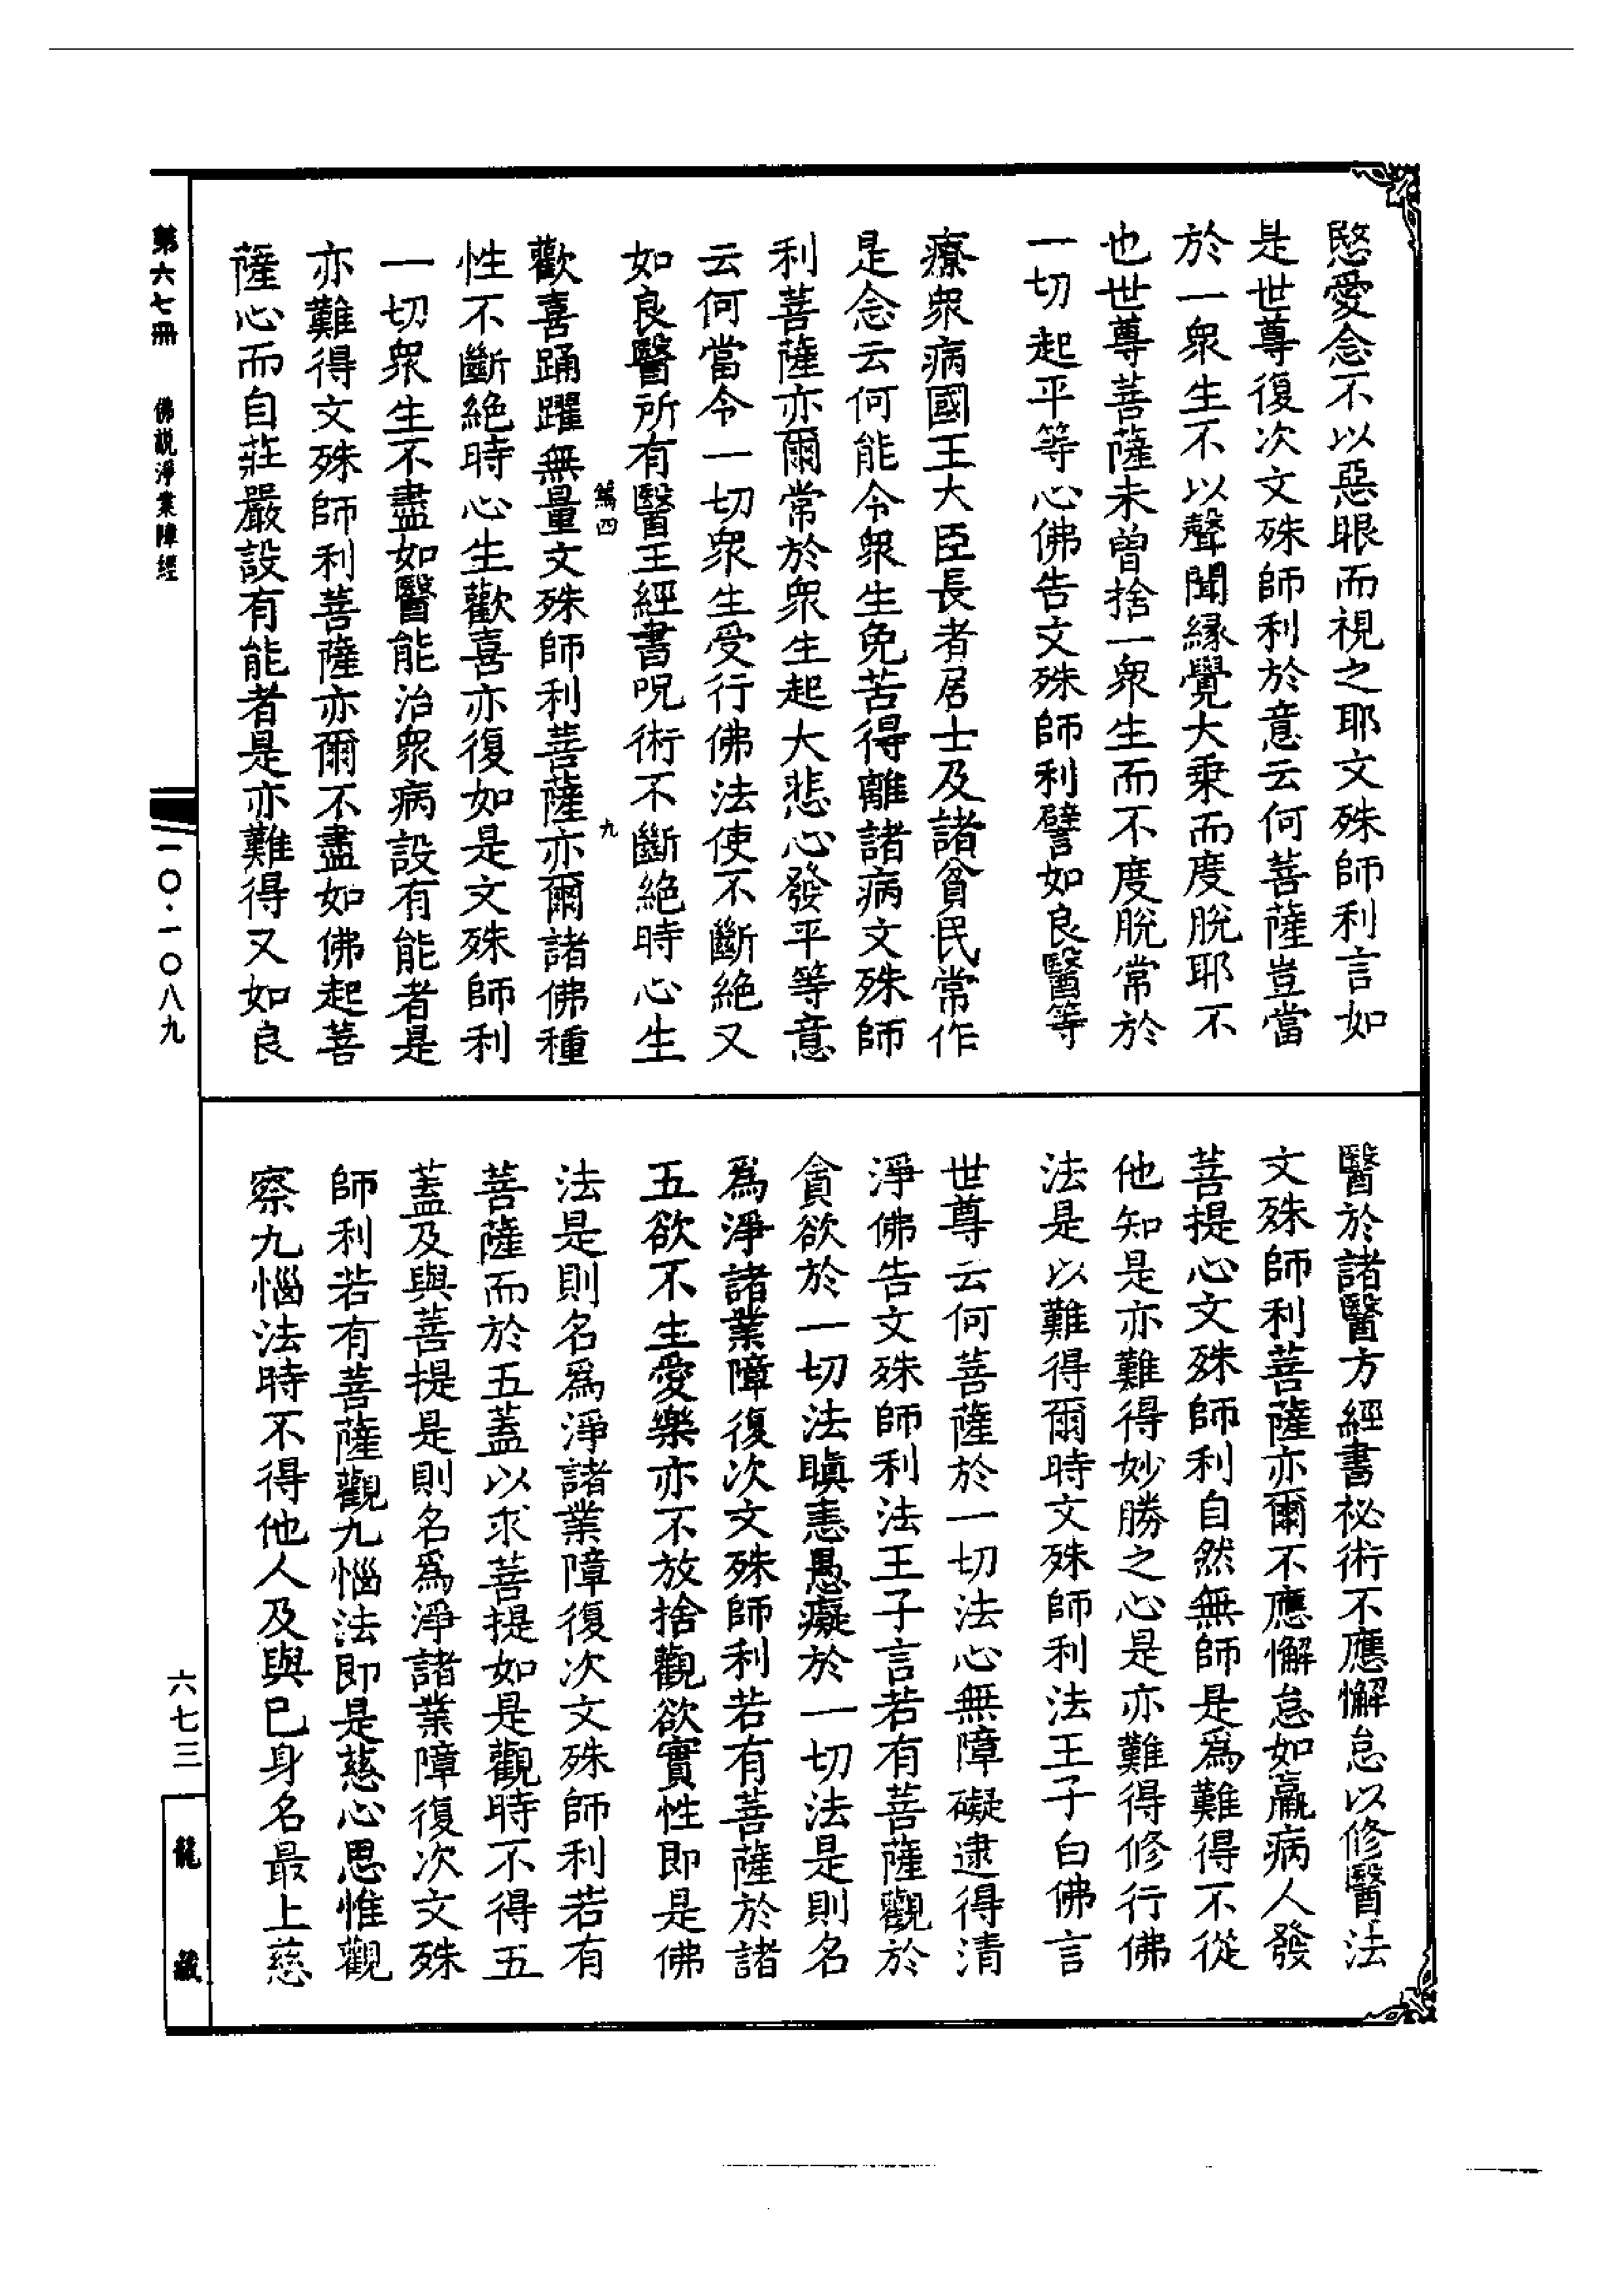 愍愛念不以惡眼而視之耶文殊師利言如
是世尊復次文殊師利於意云何菩薩豈當
於一衆生不以聲聞緣覺大乘而度脫耶不
也世尊菩薩未曾捨一衆生而不度脫常於
一切起平等心佛告文殊師利譬如良醫等
療衆病國王大臣長者居士及諸貧民常作
是念云何能令衆生免苦得離諸病文殊師
利菩薩亦爾常於衆生起大悲心發平等意
云何當令一切衆生受行佛法使不斷絶又
如良醫所有醫王經書呪術不斷絶時心生
歡喜踊躍無量文殊師利菩薩亦爾諸佛種
性不斷絶時心生歡喜亦復如是文殊師利
一切衆生不盡如醫能治衆病設有能者是
亦難得文殊師利菩薩亦爾不盡如佛起菩
薩心而自莊嚴設有能者是亦難得又如良
四
九
醫於諸醫方經書祕術不應懈怠以修醫法
文殊師利菩薩亦爾不應懈怠如羸病人發
菩提心文殊師利自然無師是爲難得不從
他知是亦難得妙勝之心是亦難得修行佛
法是以難得爾時文殊師利法王子白佛言
世尊云何菩薩於一切法心無障礙逮得清
淨佛告文殊師利法王子言若有菩薩觀於
貪欲於一切法瞋恚愚癡於一切法是則名
爲淨諸業障復次文殊師利若有菩薩於諸
五欲不生愛樂亦不放捨觀欲實性即是佛
法是則名爲淨諸業障復次文殊師利若有
菩薩而於五蓋以求菩提如是觀時不得五
蓋及與菩提是則名爲淨諸業障復次文殊
師利若有菩薩觀九惱法即是慈心思惟觀
察九惱法時不得他人及與已身名最上慈
第六七冊 佛說淨業障經
一〇·一〇八九
六七三
龍藏